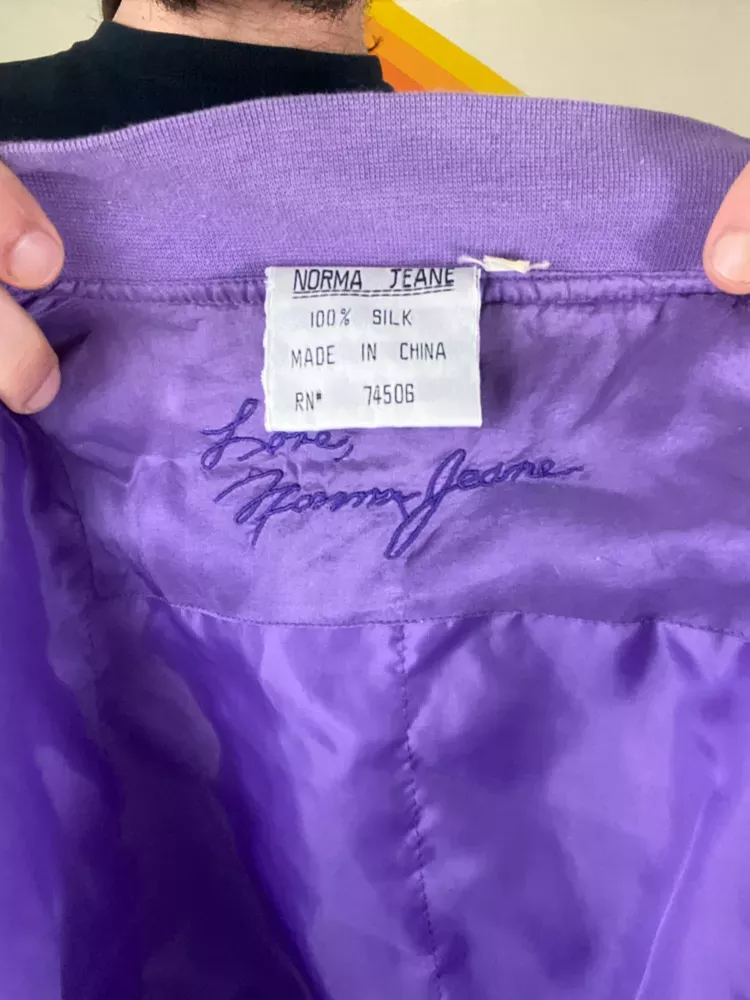 NORMA JEANE
100% SILK
MADE IN CHINA
RN# 74506
Love,
Norma Jeane